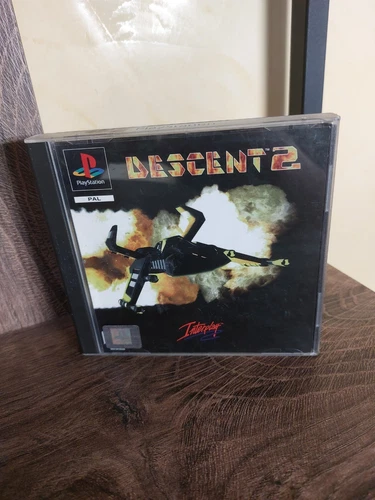 DESCENT 2
PlayStation
PAL
Interplay